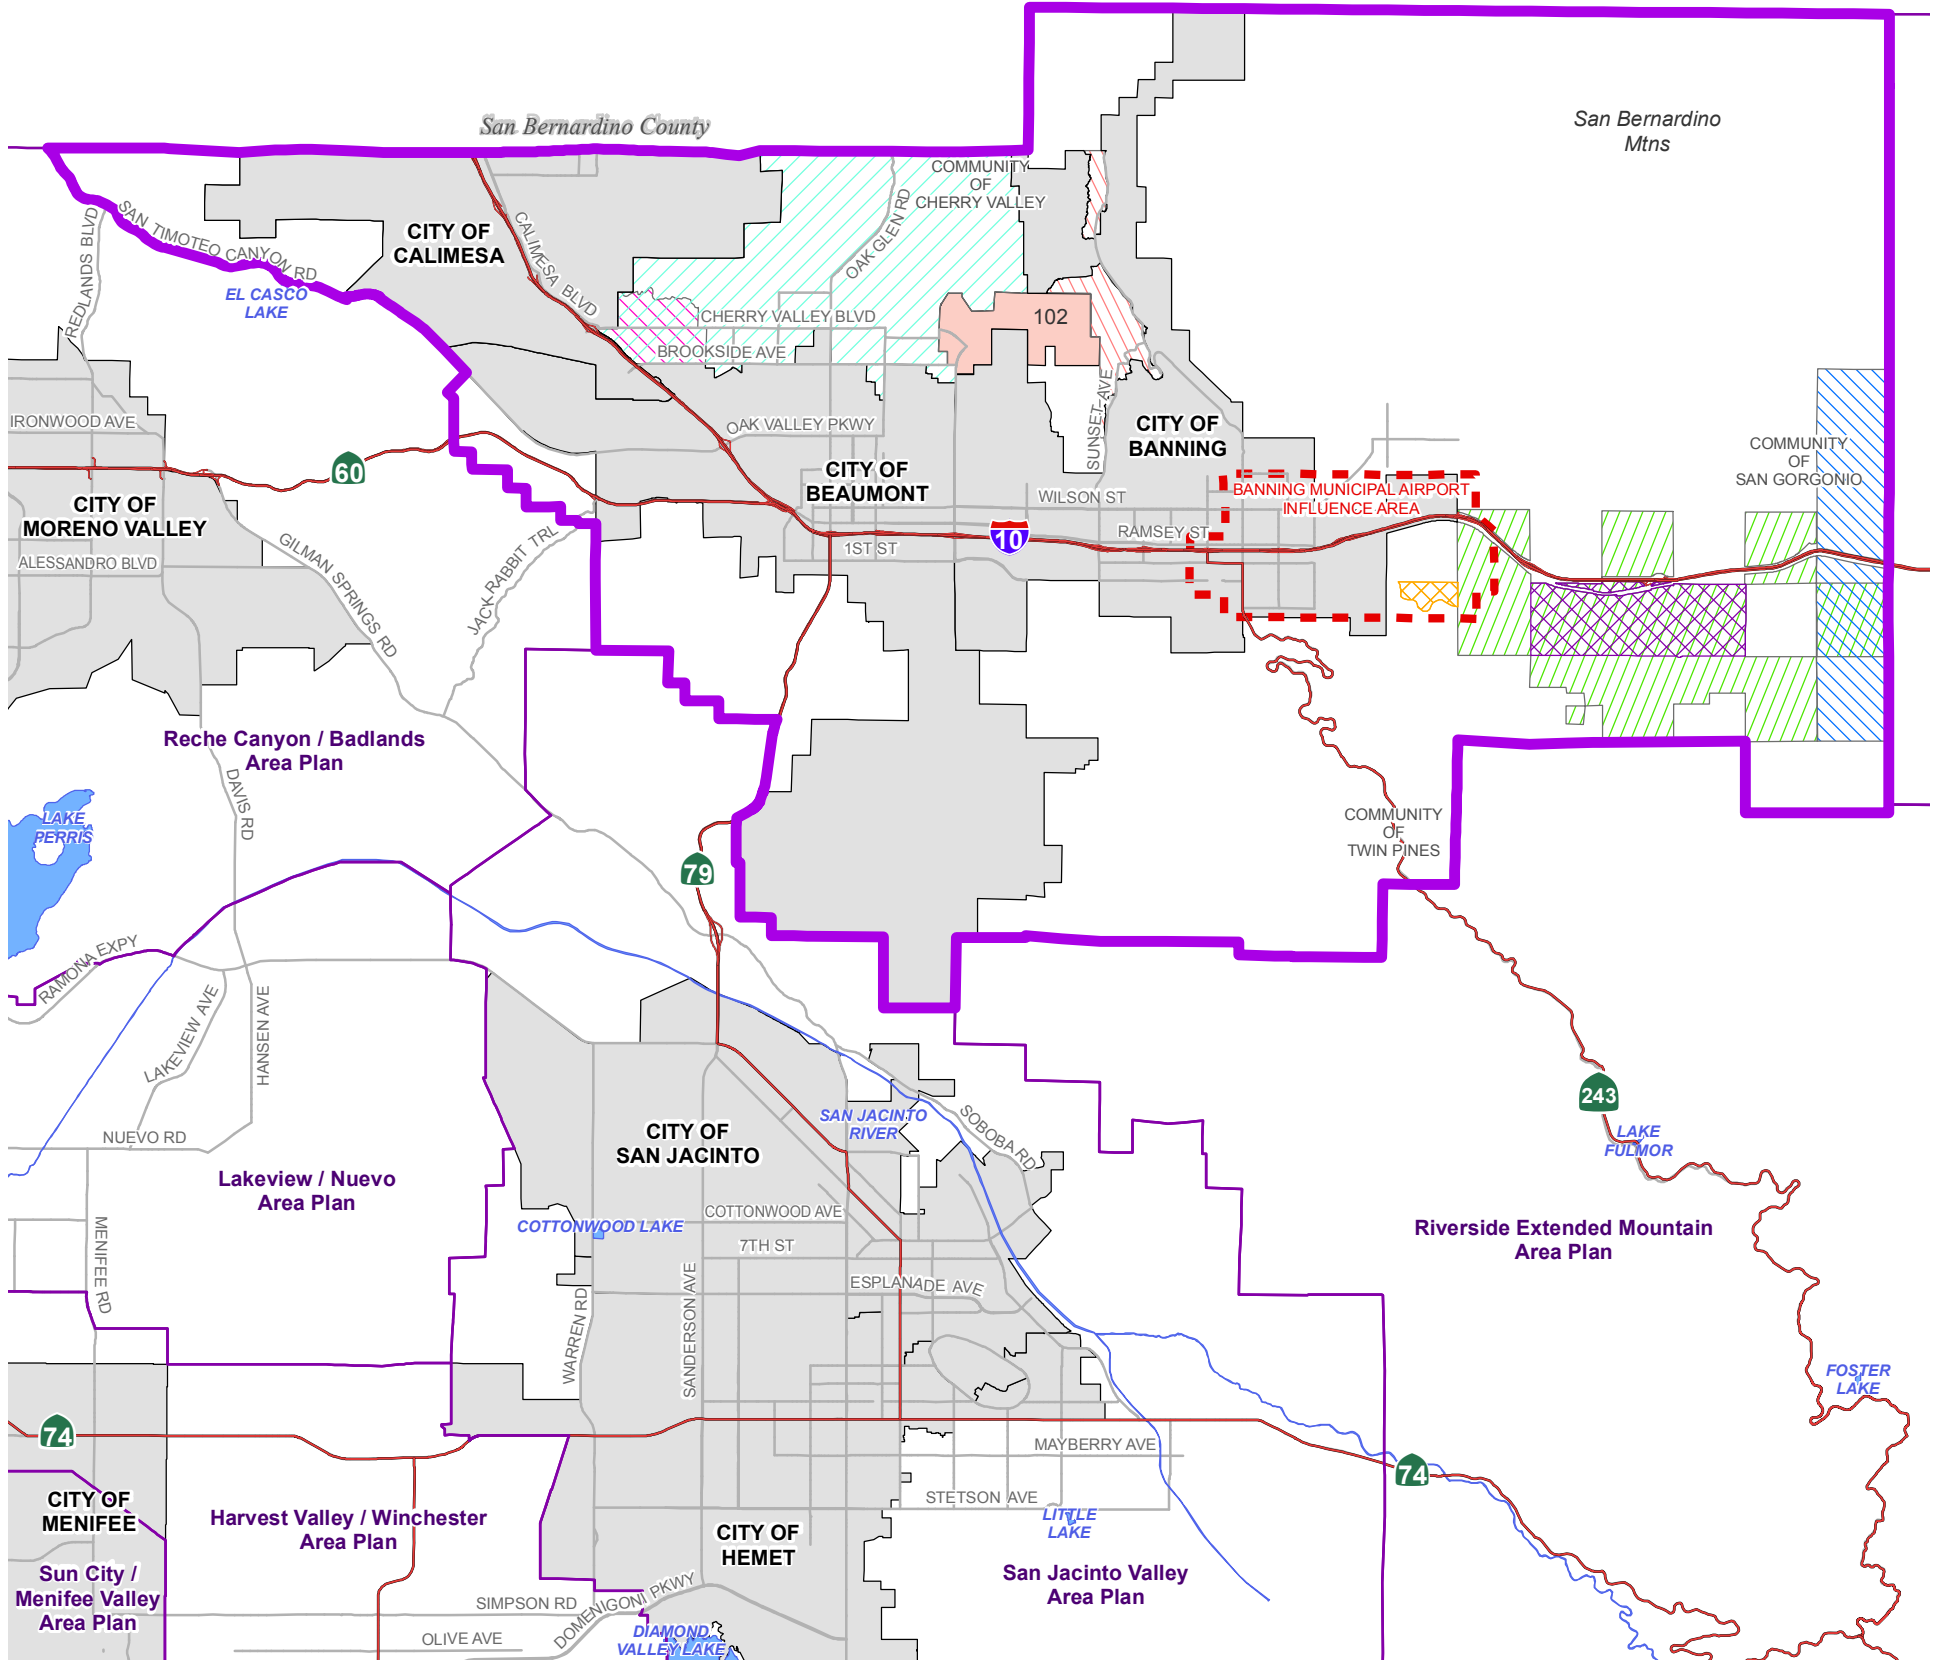 San Bernardino County
San Bernardino
Mtns
COMMUNITY
OF
CHERRY VALLEY
CITY OF
CALIMESA
CALIMESA BLVD
OAK GLEN RD
SAN TIMOTEO CANYON RD
REDLANDS BLVD
EL CASCO
LAKE
CHERRY VALLEY BLVD
102
BROOKSIDE AVE
IRONWOOD AVE
OAK VALLEY PKWY
SUNSET AVE
CITY OF
BANNING
COMMUNITY
OF
SAN GORGONIO
60
CITY OF
BEAUMONT
WILSON ST
BANNING MUNICIPAL AIRPORT
INFLUENCE AREA
CITY OF
MORENO VALLEY
GILMAN SPRINGS RD
JACK RABBIT TRL
10
RAMSEY ST
1ST ST
ALESSANDRO BLVD
Reche Canyon / Badlands
Area Plan
DAVIS RD
LAKE
PERRIS
79
COMMUNITY
OF
TWIN PINES
RAMONA EXPY
LAKEVIEW AVE
HANSEN AVE
243
LAKE
FULMOR
SAN JACINTO
RIVER
SOBOBA RD
CITY OF
SAN JACINTO
NUEVO RD
Lakeview / Nuevo
Area Plan
MENIFEE RD
COTTONWOOD LAKE
COTTONWOOD AVE
7TH ST
ESPLANADE AVE
Riverside Extended Mountain
Area Plan
WARREN RD
SANDERSON AVE
FOSTER
LAKE
74
MAYBERRY AVE
74
CITY OF
MENIFEE
Harvest Valley / Winchester
Area Plan
STETSON AVE
LITTLE
LAKE
CITY OF
HEMET
Sun City /
Menifee Valley
Area Plan
San Jacinto Valley
Area Plan
SIMPSON RD
DOMENIGONI PKWY
OLIVE AVE
DIAMOND
VALLEY LAKE